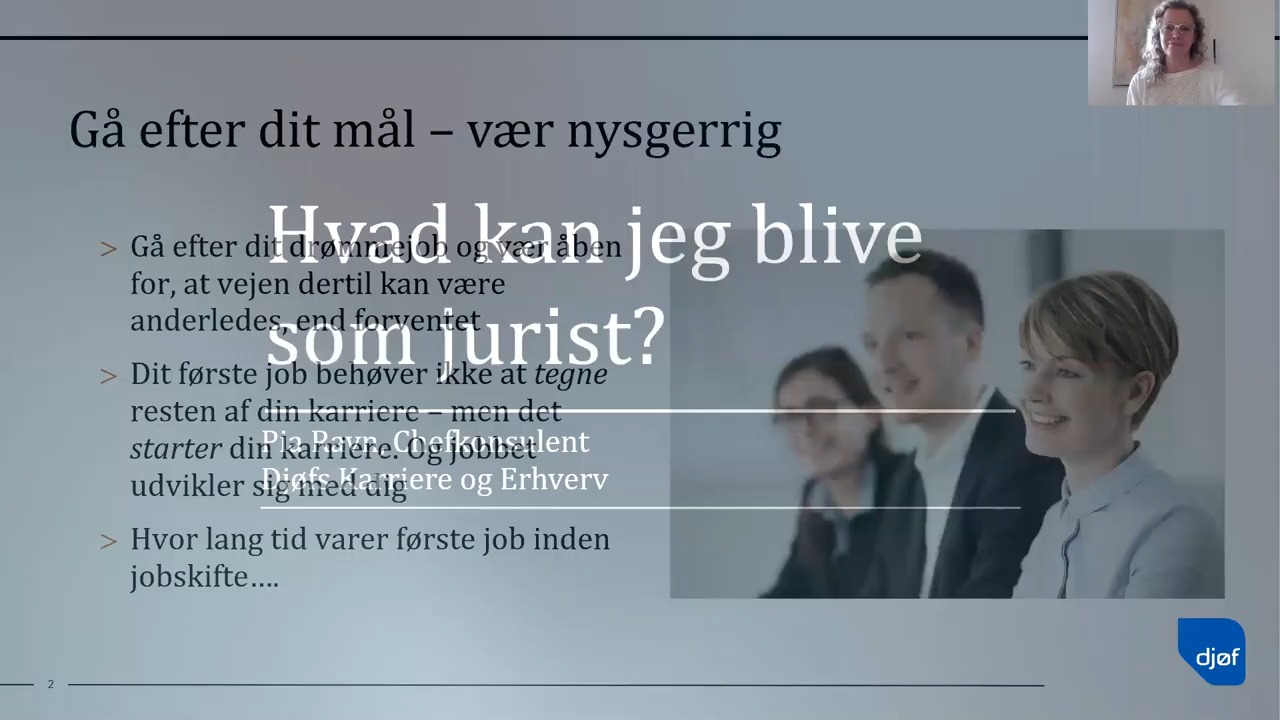 Gå efter dit mål – vær nysgerrig
Hvad kan jeg blive
som jurist?
> Gå efter dit drømmejob og vær åben
for, at vejen dertil kan være
anderledes, end forventet
> Dit første job behøver ikke at tegne
resten af din karriere – men det
starter din karriere. Og jobbet
udvikler sig med dig
> Hvor lang tid varer første job inden
jobskifte....
Pia Ravn, Chefkonsulent
Djøfs Karriere og Erhverv
djøf
2